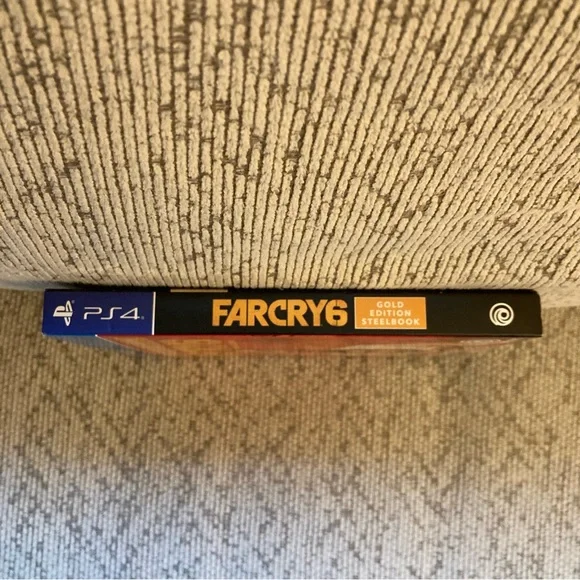 PS4
FARCRY6
GOLD
EDITION
STEELBOOK